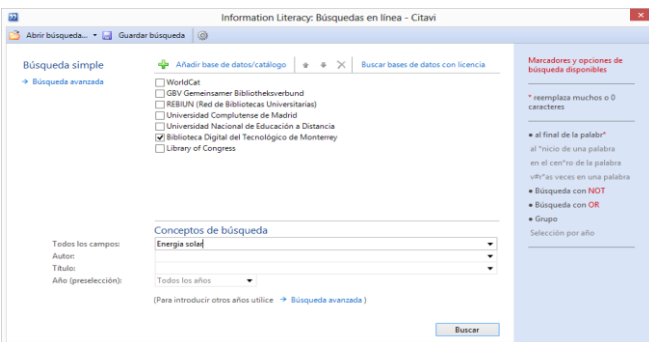 Information Literacy: Búsquedas en línea - Citavi
Abrir búsqueda... Guardar búsqueda
Búsqueda simple
Búsqueda avanzada
Añadir base de datos/catálogo Buscar bases de datos con licencia
WorldCat
GBV Gemeinsamer Bibliotheksverbund
REBIUN (Red de Bibliotecas Universitarias)
Universidad Complutense de Madrid
Universidad Nacional de Educación a Distancia
Biblioteca Digital del Tecnológico de Monterrey
Library of Congress
Conceptos de búsqueda
Todos los campos: Energia solar
Autor:
Título:
Año (preselección): Todos los años
(Para introducir otros años utilice Búsqueda avanzada)
Buscar
Marcadores y opciones de
búsqueda disponibles
* reemplaza muchos o 0
caracteres
• al final de la palabr*
al *nicio de una palabra
en el cen*ro de la palabra
v*r*as veces en una palabra
• Búsqueda con NOT
• Búsqueda con OR
• Grupo
Selección por año